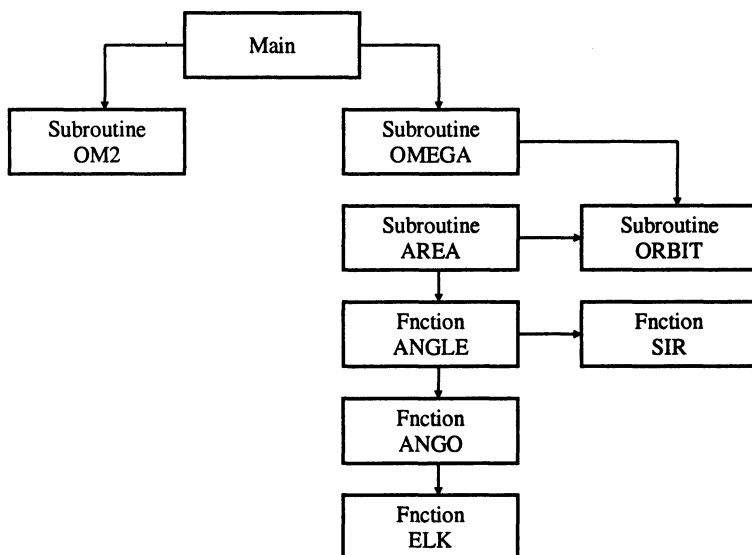 Main
Subroutine
OM2
Subroutine
OMEGA
Subroutine
AREA
Subroutine
ORBIT
Fnction
ANGLE
Fnction
SIR
Fnction
ANGO
Fnction
ELK